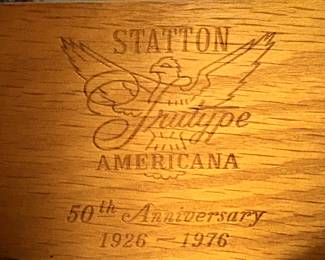 STATTON
Trutype
AMERICANA
50th Anniversary
1926 — 1976